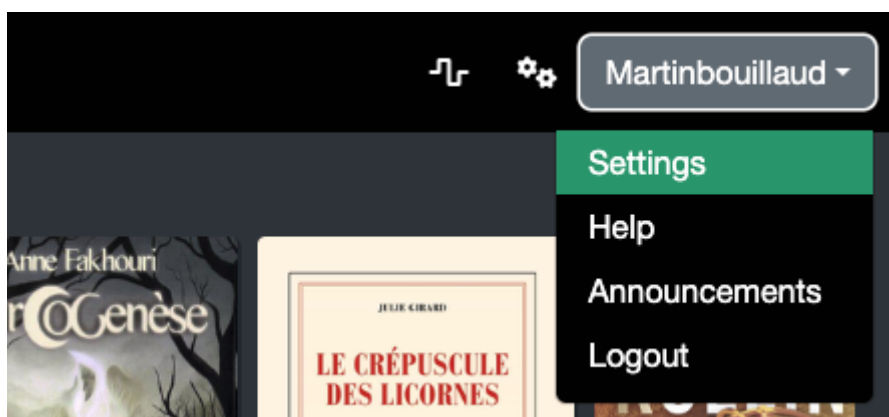 Martinbouillaud
Settings
Help
Announcements
Logout
Anne Fakhouri
JULIE GIRARD
LE CRÉPUSCULE
DES LICORNES